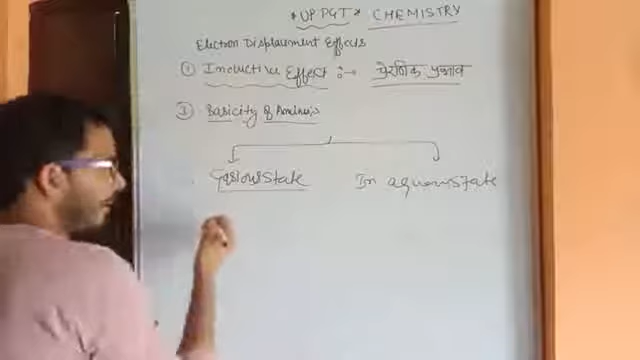 *UP PGT* CHEMISTRY
Electron Displacement Effects
① Inductive Effect :→ प्रेरणिक प्रभाव
② Basicity of Amines
Gasious State In aqueous State